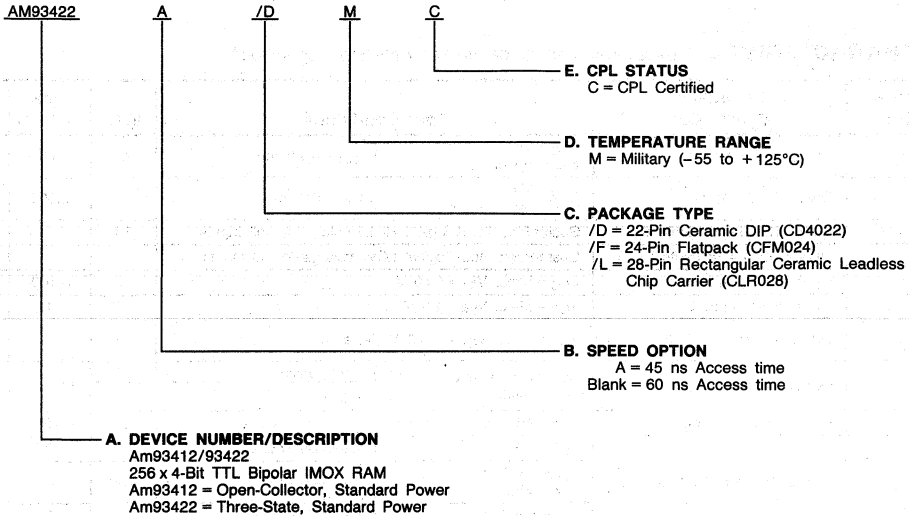 AM93422 A /D M C
E. CPL STATUS
C = CPL Certified
D. TEMPERATURE RANGE
M = Military (–55 to +125°C)
C. PACKAGE TYPE
/D = 22-Pin Ceramic DIP (CD4022)
/F = 24-Pin Flatpack (CFM024)
/L = 28-Pin Rectangular Ceramic Leadless
Chip Carrier (CLR028)
B. SPEED OPTION
A = 45 ns Access time
Blank = 60 ns Access time
A. DEVICE NUMBER/DESCRIPTION
Am93412/93422
256 x 4-Bit TTL Bipolar IMOX RAM
Am93412 = Open-Collector, Standard Power
Am93422 = Three-State, Standard Power